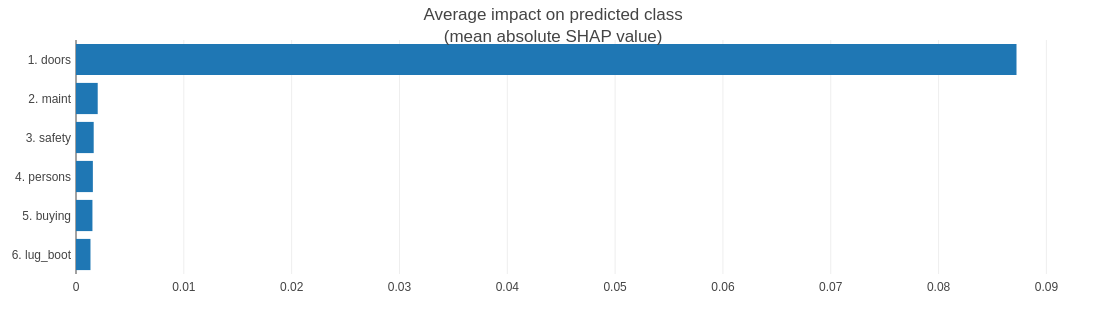 Average impact on predicted class
(mean absolute SHAP value)
1. doors
2. maint
3. safety
4. persons
5. buying
6. lug_boot
0 0.01 0.02 0.03 0.04 0.05 0.06 0.07 0.08 0.09